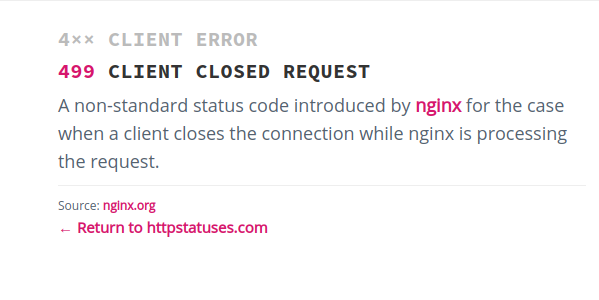 4×× CLIENT ERROR
499 CLIENT CLOSED REQUEST
A non-standard status code introduced by nginx for the case
when a client closes the connection while nginx is processing
the request.
Source: nginx.org
← Return to httpstatuses.com